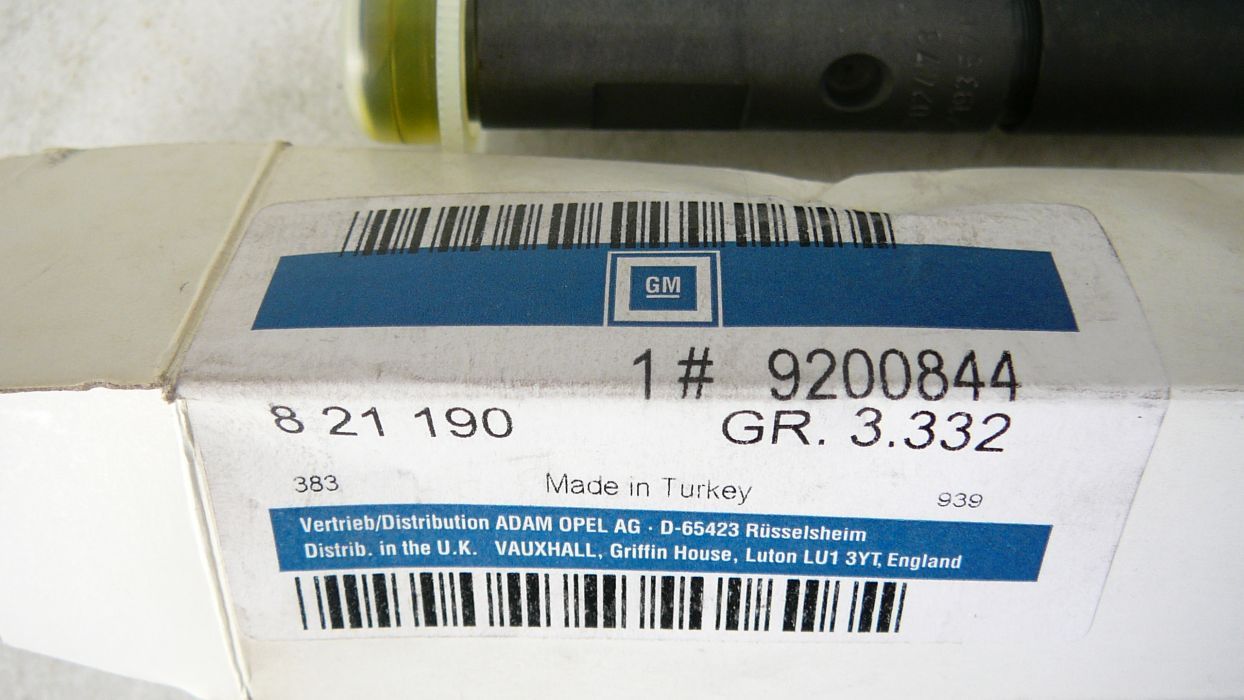 GM
1 # 9200844
8 21 190 GR. 3.332
383 Made in Turkey 939
Vertrieb/Distribution ADAM OPEL AG · D-65423 Rüsselsheim
Distrib. in the U.K. VAUXHALL, Griffin House, Luton LU1 3YT, England